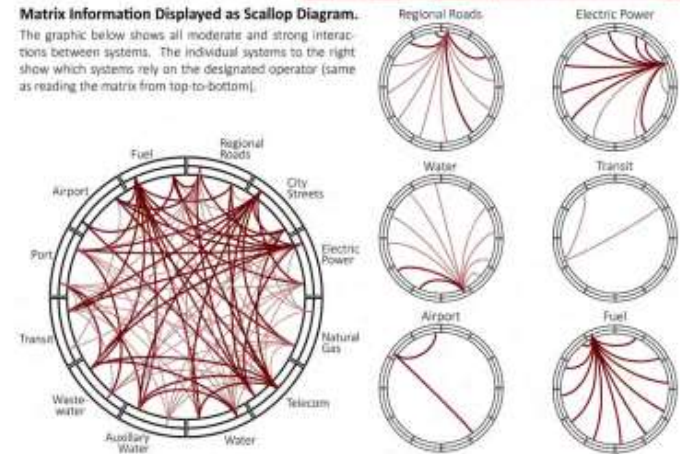 Matrix Information Displayed as Scallop Diagram.
The graphic below shows all moderate and strong interac-
tions between systems. The individual systems to the right
show which systems rely on the designated operator (same
as reading the matrix from top-to-bottom).
Regional Roads
Electric Power
Water
Transit
Airport
Fuel
Fuel
Regional
Roads
City
Streets
Electric
Power
Natural
Gas
Telecom
Water
Auxiliary
Water
Waste-
water
Transit
Port
Airport